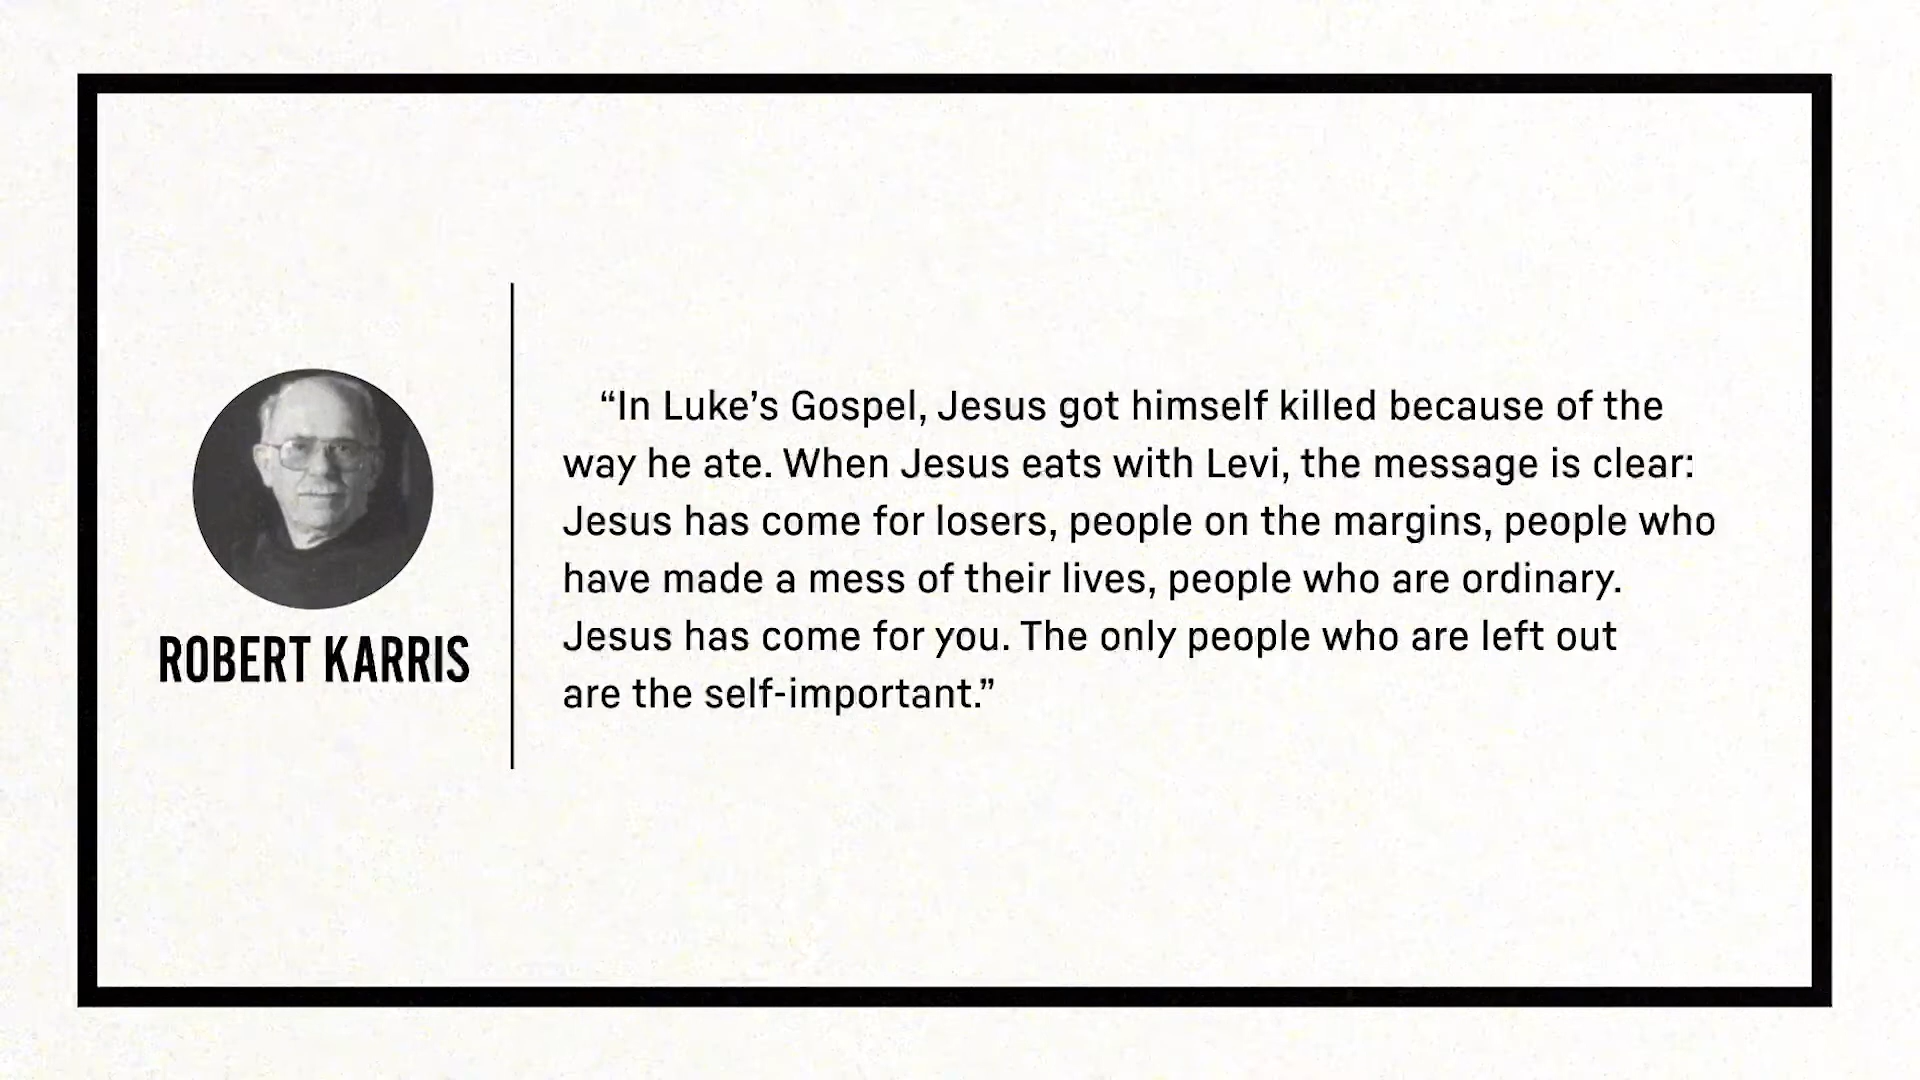 ROBERT KARRIS
“In Luke’s Gospel, Jesus got himself killed because of the
way he ate. When Jesus eats with Levi, the message is clear:
Jesus has come for losers, people on the margins, people who
have made a mess of their lives, people who are ordinary.
Jesus has come for you. The only people who are left out
are the self-important.”